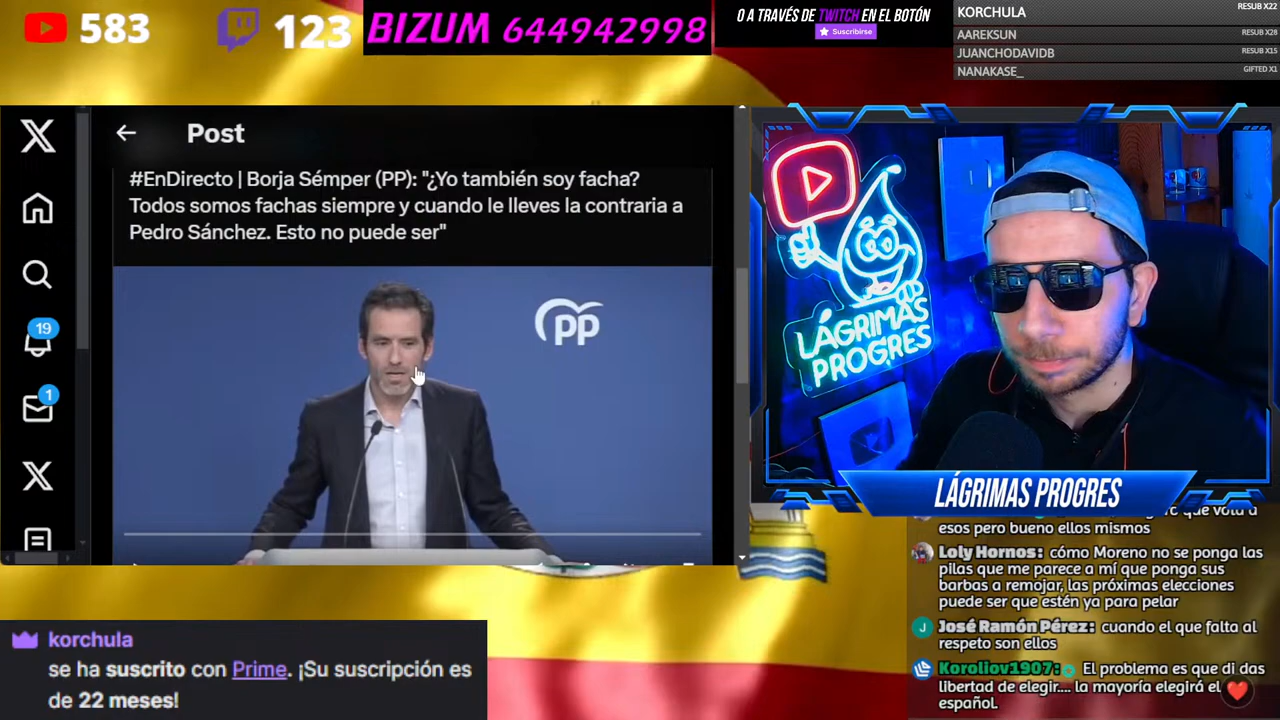 583
123
BIZUM 644942998
O A TRAVÉS DE TWITCH EN EL BOTÓN
Suscribirse
KORCHULA RESUB X22
AAREKSUN RESUB X26
JUANCHODAVIDB RESUB X15
NANAKASE_ GIFTED X1
Post
#EnDirecto | Borja Sémper (PP): "¿Yo también soy facha?
Todos somos fachas siempre y cuando le lleves la contraria a
Pedro Sánchez. Esto no puede ser"
19
1
pp
LÁGRIMAS
PROGRES
LÁGRIMAS PROGRES
que votó a
esos pero bueno ellos mismos
Loly Hornos: cómo Moreno no se ponga las
pilas que me parece a mí que ponga sus
barbas a remojar, las próximas elecciones
puede ser que estén ya para pelar
José Ramón Pérez: cuando el que falta al
J
respeto son ellos
Koroliov1907: El problema es que di das
libertad de elegir.... la mayoría elegirá el
español.
korchula
se ha suscrito con Prime. ¡Su suscripción es
de 22 meses!